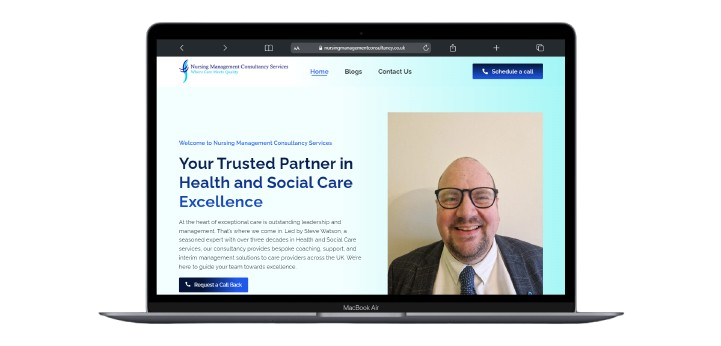 AA nursingmanagementconsultancy.co.uk
Nursing Management Consultancy Services
Where Care Meets Quality
Home Blogs Contact Us
Schedule a call
Welcome to Nursing Management Consultancy Services
Your Trusted Partner in
Health and Social Care
Excellence
At the heart of exceptional care is outstanding leadership and
management. That's where we come in. Led by Steve Watson, a
seasoned expert with over three decades in Health and Social Care
services, our consultancy provides bespoke coaching, support, and
interim management solutions to care providers across the UK. We're
here to guide your team towards excellence.
Request a Call Back
MacBook Air